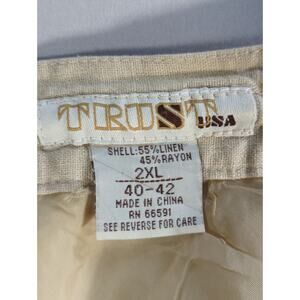 TRUST USA
SHELL: 55% LINEN
45% RAYON
2XL
40-42
MADE IN CHINA
RN 66591
SEE REVERSE FOR CARE